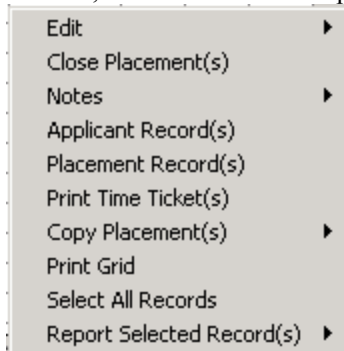 Edit
Close Placement(s)
Notes
Applicant Record(s)
Placement Record(s)
Print Time Ticket(s)
Copy Placement(s)
Print Grid
Select All Records
Report Selected Record(s)